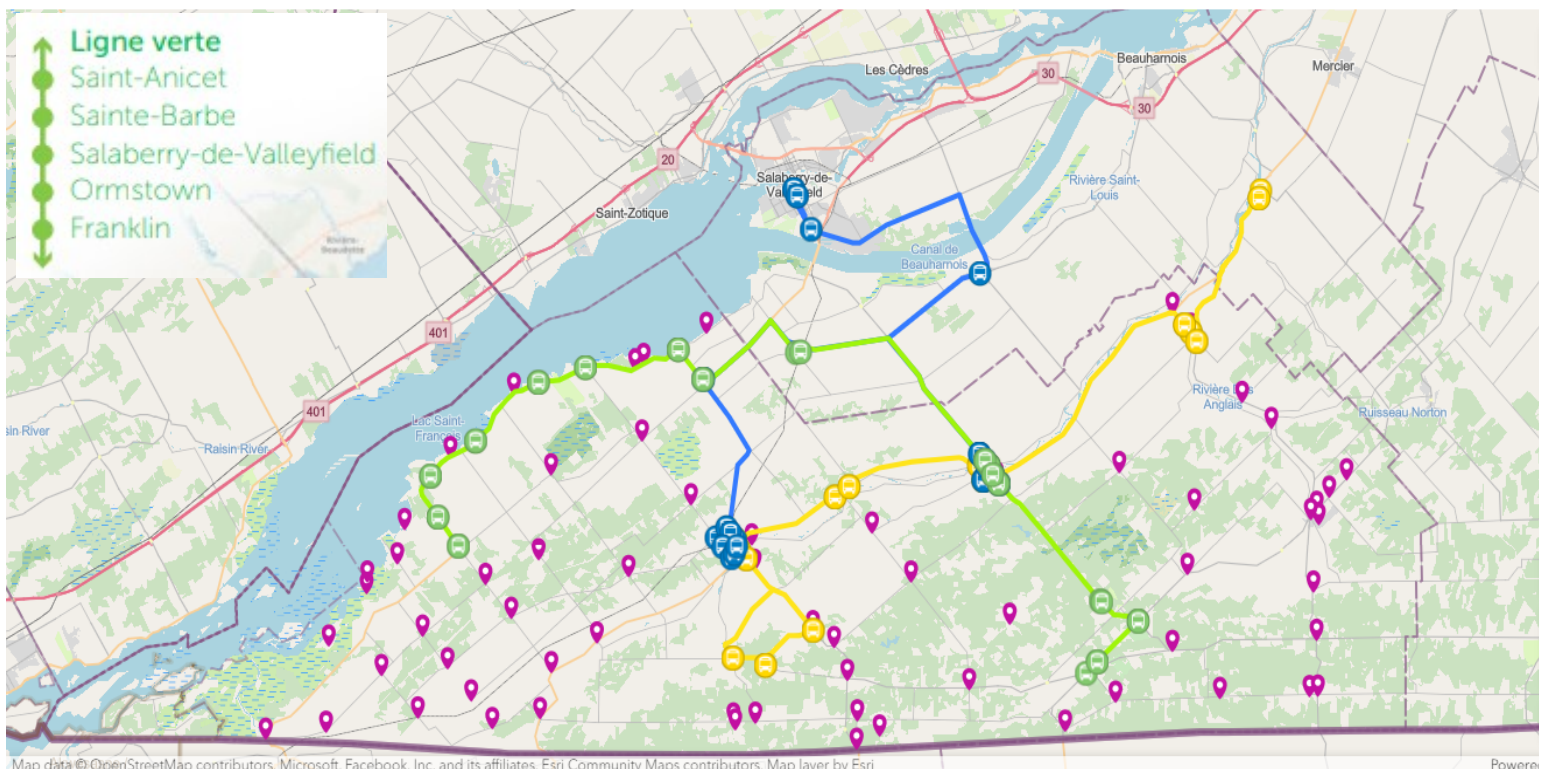 Ligne verte
Saint-Anicet
Sainte-Barbe
Salaberry-de-Valleyfield
Ormstown
Franklin
Rivière-
Beaudette
Les Cèdres
30
Beauharnois
Mercier
30
20
Salaberry-de-
Valleyfield
Saint-Zotique
Rivière Saint-
Louis
Canal de
Beauharnois
401
401
Lac Saint-
François
Raisin River
sin River
Rivière Des
Anglais
Ruisseau Norton
Map data © OpenStreetMap contributors, Microsoft, Facebook, Inc. and its affiliates, Esri Community Maps contributors, Map layer by Esri
Powered